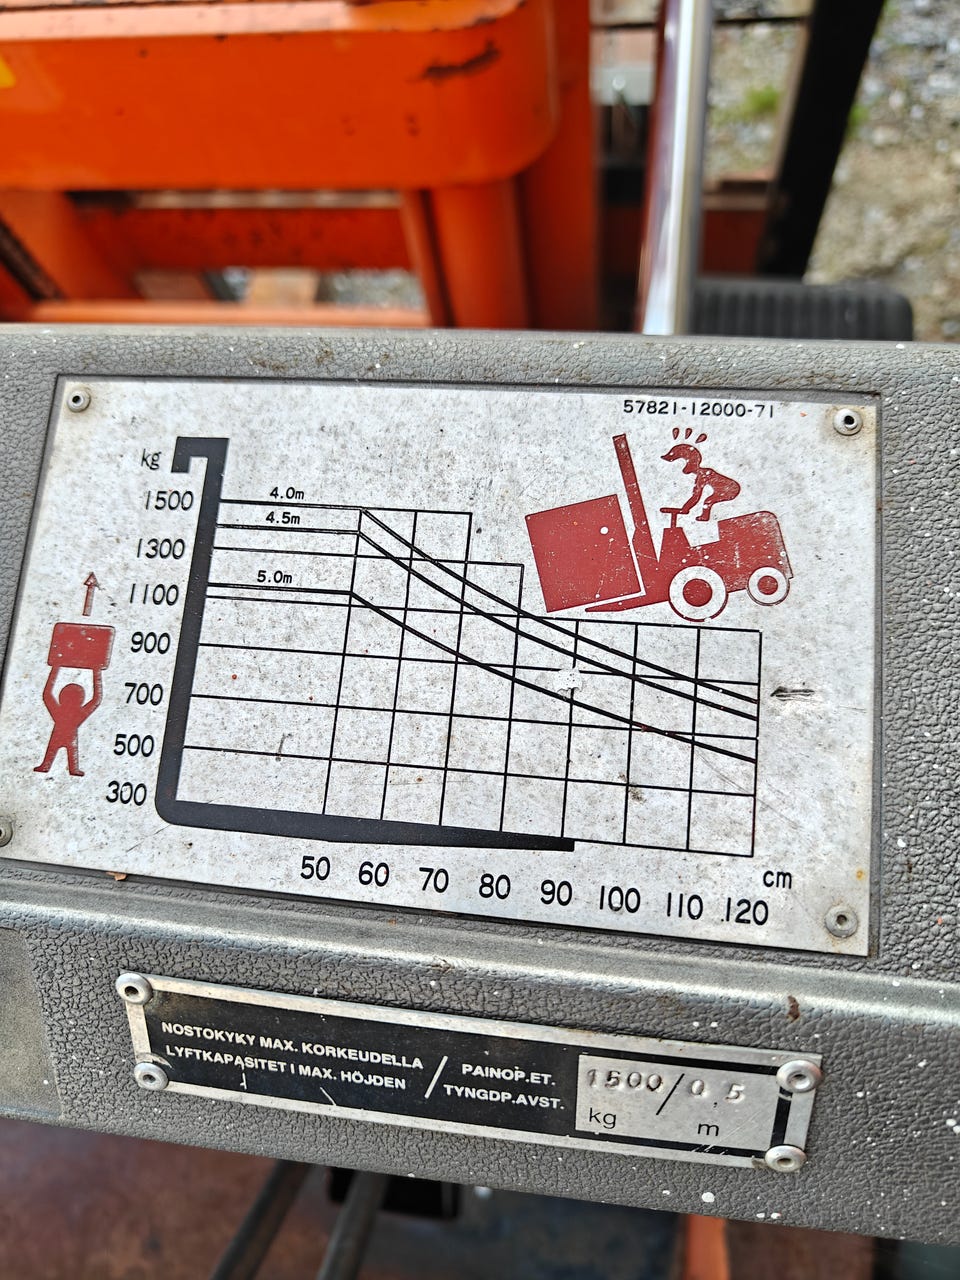 57821-12000-71
kg
1500
4.0m
4.5m
1300
5.0m
1100
900
700
500
300
50 60 70 80 90 100 110 120
cm
NOSTOKYKY MAX. KORKEUDELLA / PAINOP.ET.
LYFTKAPASITET I MAX. HÖJDEN / TYNGDP.AVST.
1500/0,5
kg m